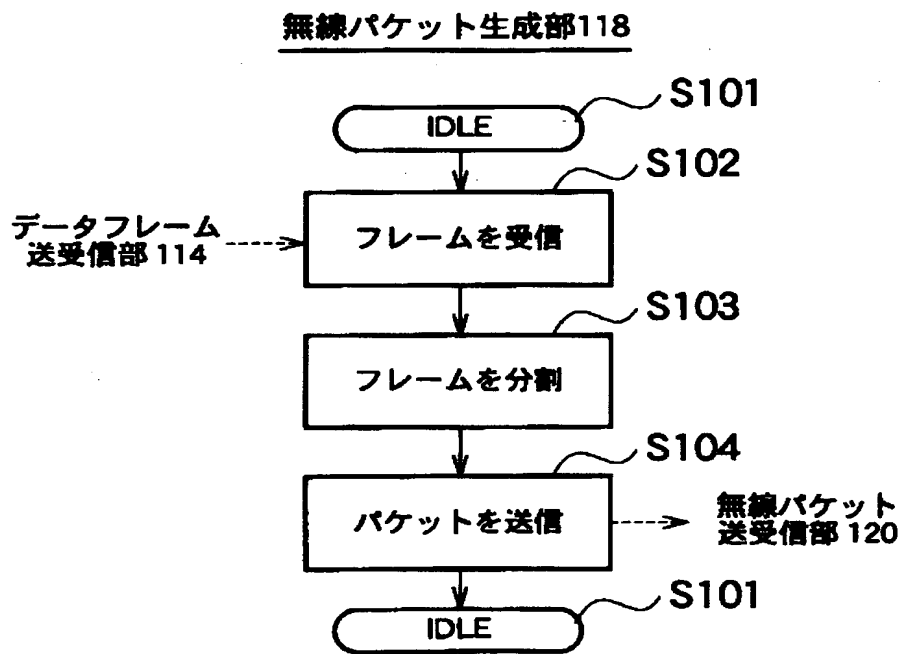 無線パケット生成部118
S101
IDLE
S102
データフレーム
送受信部 114
フレームを受信
S103
フレームを分割
S104
パケットを送信
無線パケット
送受信部 120
S101
IDLE